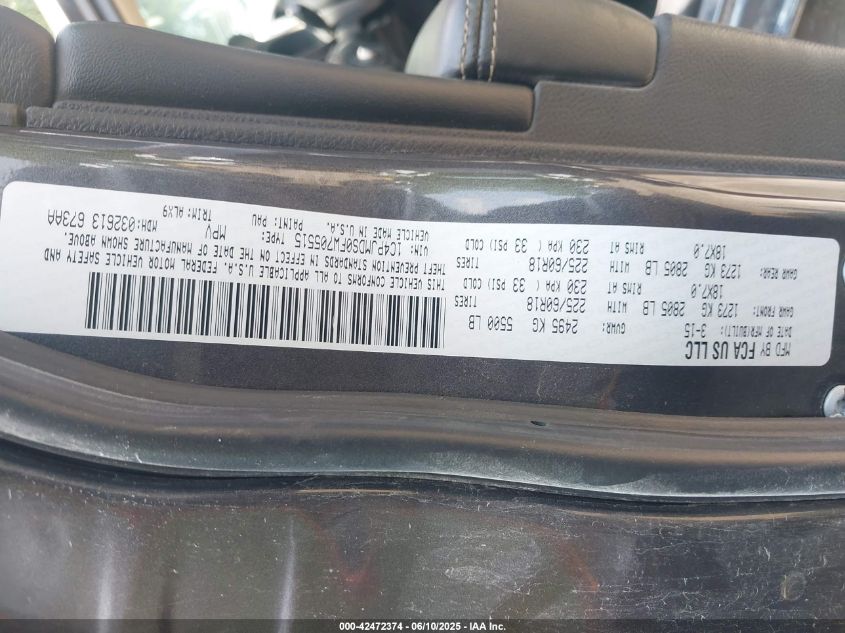 MFD BY FCA US LLC
DATE OF MFR(BUILT): 3-15
GVWR: 2495 KG 5500 LB
GAWR FRONT: WITH TIRES
1273 KG 2805 LB 225/60R18
RIMS AT
18X7.0 230 KPA ( 33 PSI) COLD
GAWR REAR: WITH TIRES
1273 KG 2805 LB 225/60R18
RIMS AT
18X7.0 230 KPA ( 33 PSI) COLD
THIS VEHICLE CONFORMS TO ALL APPLICABLE U.S.A. FEDERAL MOTOR VEHICLE SAFETY AND
THEFT PREVENTION STANDARDS IN EFFECT ON THE DATE OF MANUFACTURE SHOWN ABOVE.
VIN: 1C4PJMDS0FW705515 TYPE: MPV MDH:032613 673AA
VEHICLE MADE IN U.S.A. PAINT: PAU TRIM:ALX9
000-42472374 - 06/10/2025 - IAA Inc.